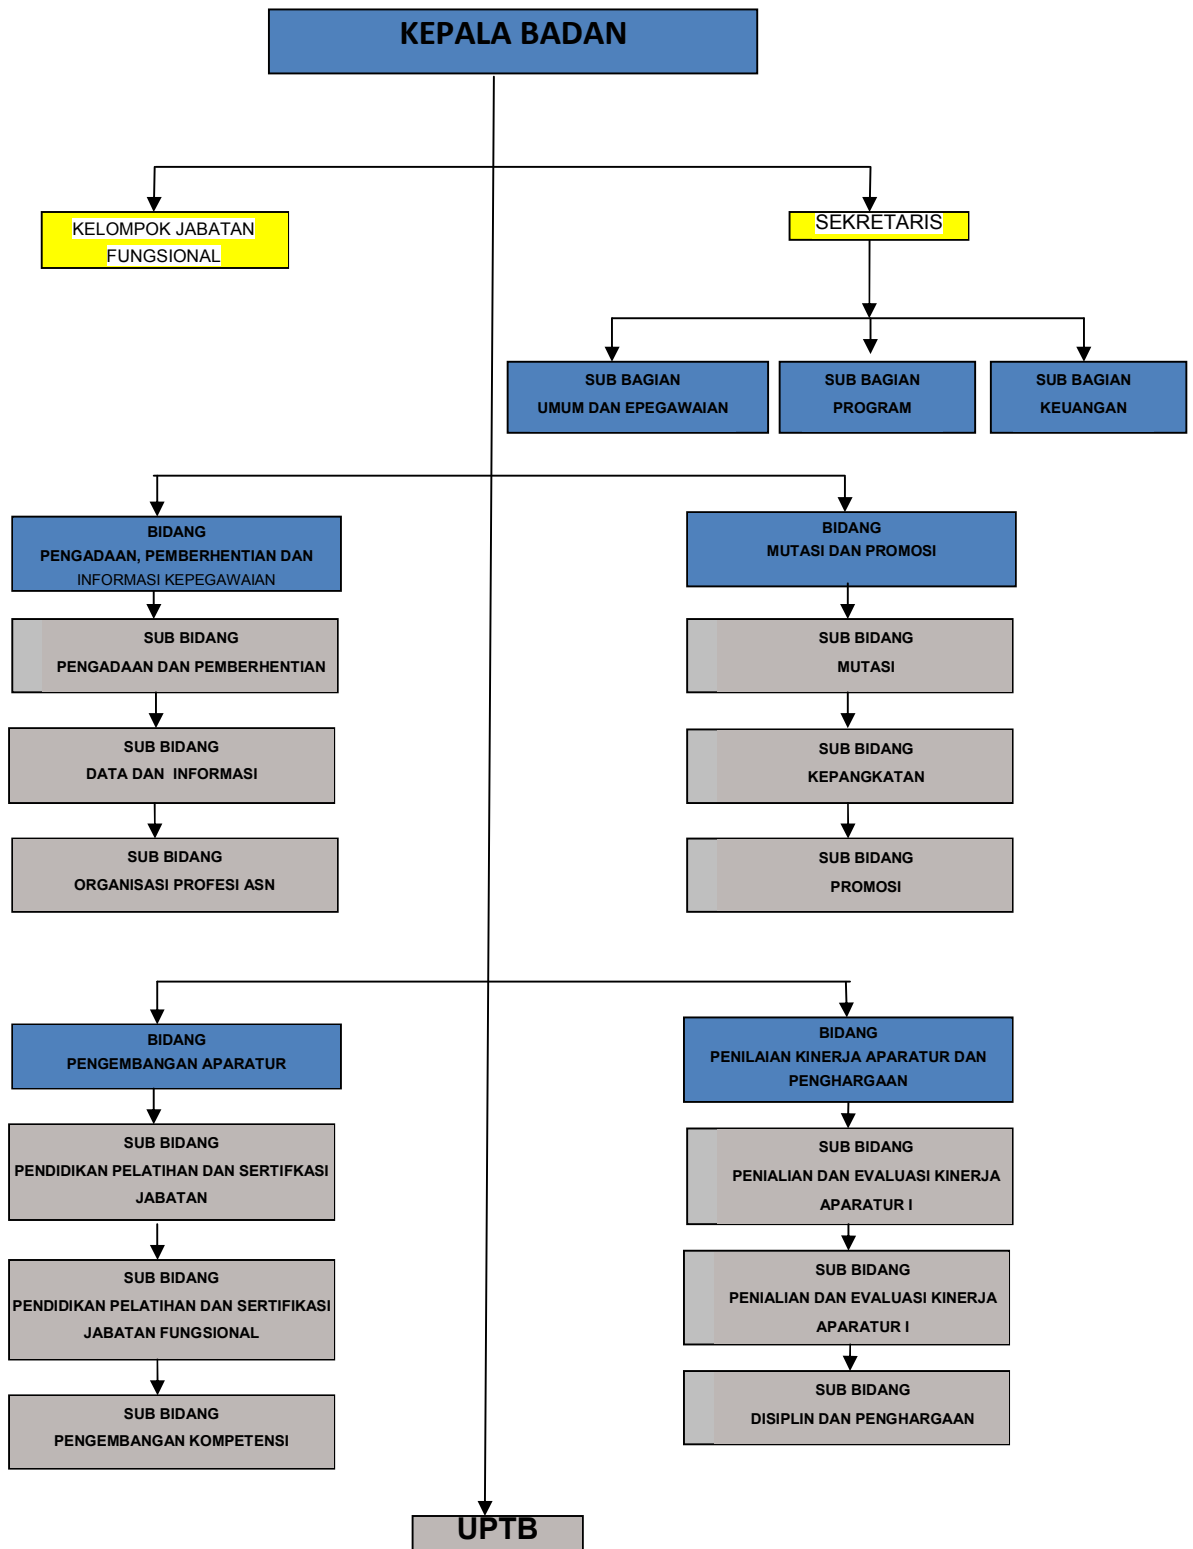 KEPALA BADAN
KELOMPOK JABATAN
FUNGSIONAL
SEKRETARIS
SUB BAGIAN
UMUM DAN EPEGAWAIAN
SUB BAGIAN
PROGRAM
SUB BAGIAN
KEUANGAN
BIDANG
PENGADAAN, PEMBERHENTIAN DAN
INFORMASI KEPEGAWAIAN
BIDANG
MUTASI DAN PROMOSI
SUB BIDANG
PENGADAAN DAN PEMBERHENTIAN
SUB BIDANG
MUTASI
SUB BIDANG
DATA DAN INFORMASI
SUB BIDANG
KEPANGKATAN
SUB BIDANG
ORGANISASI PROFESI ASN
SUB BIDANG
PROMOSI
BIDANG
PENGEMBANGAN APARATUR
BIDANG
PENILAIAN KINERJA APARATUR DAN
PENGHARGAAN
SUB BIDANG
PENDIDIKAN PELATIHAN DAN SERTIFKASI
JABATAN
SUB BIDANG
PENIALIAN DAN EVALUASI KINERJA
APARATUR I
SUB BIDANG
PENDIDIKAN PELATIHAN DAN SERTIFIKASI
JABATAN FUNGSIONAL
SUB BIDANG
PENIALIAN DAN EVALUASI KINERJA
APARATUR I
SUB BIDANG
PENGEMBANGAN KOMPETENSI
SUB BIDANG
DISIPLIN DAN PENGHARGAAN
UPTB